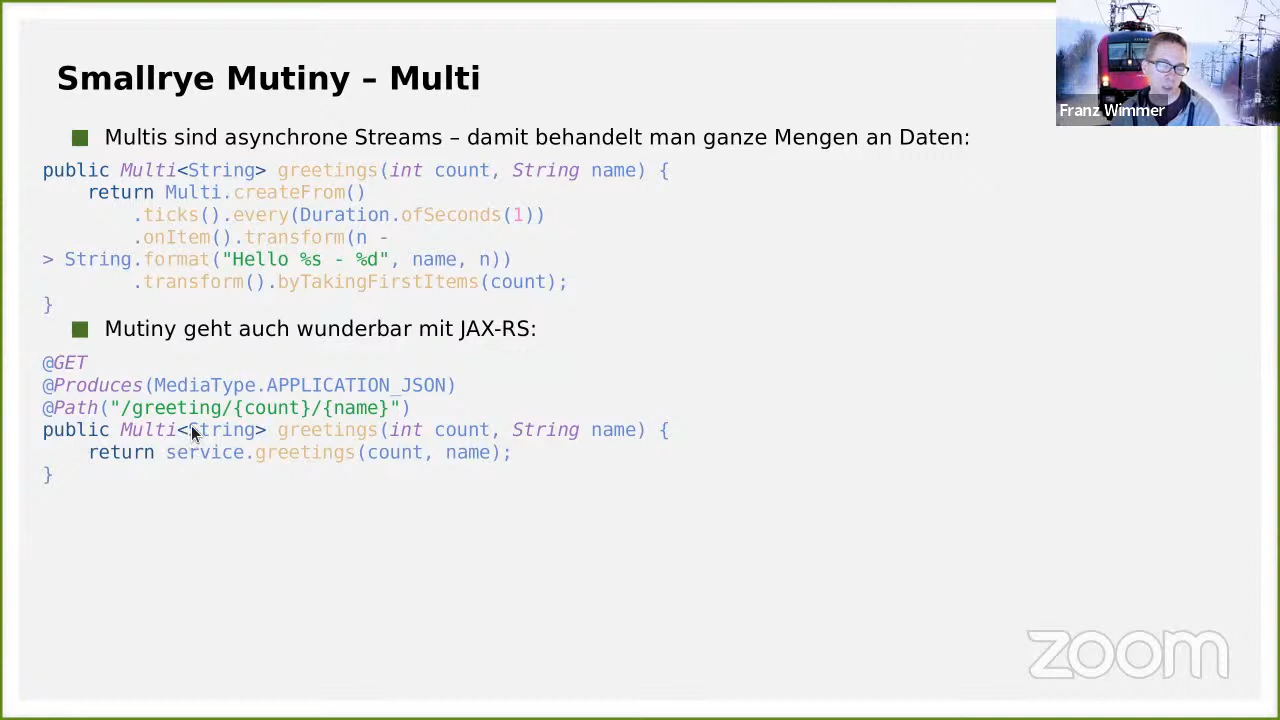 Smallrye Mutiny – Multi
Franz Wimmer
Multis sind asynchrone Streams – damit behandelt man ganze Mengen an Daten:
public Multi<String> greetings(int count, String name) {
    return Multi.createFrom()
        .ticks().every(Duration.ofSeconds(1))
        .onItem().transform(n -
> String.format("Hello %s - %d", name, n))
        .transform().byTakingFirstItems(count);
}
Mutiny geht auch wunderbar mit JAX-RS:
@GET
@Produces(MediaType.APPLICATION_JSON)
@Path("/greeting/{count}/{name}")
public Multi<String> greetings(int count, String name) {
    return service.greetings(count, name);
}
zoom